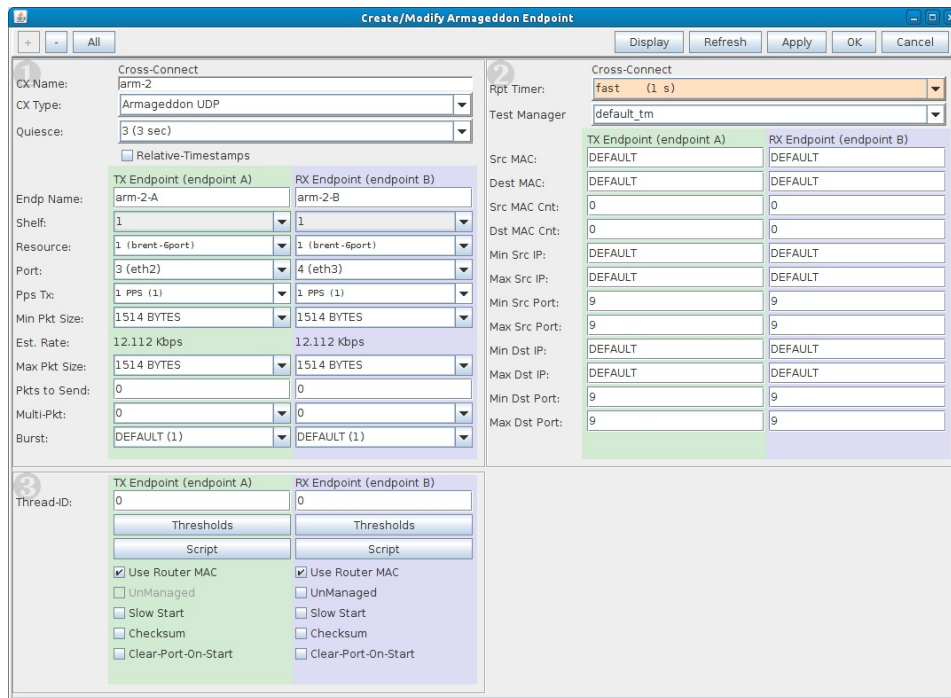 Create/Modify Armageddon Endpoint
+ - All Display Refresh Apply OK Cancel
1
Cross-Connect
CX Name: arm-2
CX Type: Armageddon UDP
Quiesce: 3 (3 sec)
Relative-Timestamps
TX Endpoint (endpoint A) RX Endpoint (endpoint B)
Endp Name: arm-2-A arm-2-B
Shelf: 1 1
Resource: 1 (brent-6port) 1 (brent-6port)
Port: 3 (eth2) 4 (eth3)
Pps Tx: 1 PPS (1) 1 PPS (1)
Min Pkt Size: 1514 BYTES 1514 BYTES
Est. Rate: 12.112 Kbps 12.112 Kbps
Max Pkt Size: 1514 BYTES 1514 BYTES
Pkts to Send: 0 0
Multi-Pkt: 0 0
Burst: DEFAULT (1) DEFAULT (1)
2
Cross-Connect
Rpt Timer: fast (1 s)
Test Manager default_tm
TX Endpoint (endpoint A) RX Endpoint (endpoint B)
Src MAC: DEFAULT DEFAULT
Dest MAC: DEFAULT DEFAULT
Src MAC Cnt: 0 0
Dst MAC Cnt: 0 0
Min Src IP: DEFAULT DEFAULT
Max Src IP: DEFAULT DEFAULT
Min Src Port: 9 9
Max Src Port: 9 9
Min Dst IP: DEFAULT DEFAULT
Max Dst IP: DEFAULT DEFAULT
Min Dst Port: 9 9
Max Dst Port: 9 9
3
TX Endpoint (endpoint A) RX Endpoint (endpoint B)
Thread-ID: 0 0
Thresholds Thresholds
Script Script
Use Router MAC Use Router MAC
UnManaged UnManaged
Slow Start Slow Start
Checksum Checksum
Clear-Port-On-Start Clear-Port-On-Start